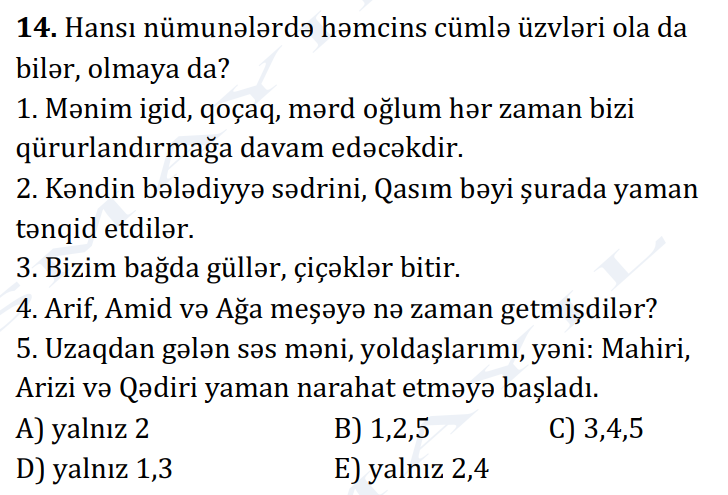 14. Hansı nümunələrdə həmcins cümlə üzvləri ola da
bilər, olmaya da?
1. Mənim igid, qoçaq, mərd oğlum hər zaman bizi
qürurlandırmağa davam edəcəkdir.
2. Kəndin bələdiyyə sədrini, Qasım bəyi şurada yaman
tənqid etdilər.
3. Bizim bağda güllər, çiçəklər bitir.
4. Arif, Amid və Ağa meşəyə nə zaman getmişdilər?
5. Uzaqdan gələn səs məni, yoldaşlarımı, yəni: Mahiri,
Arizi və Qədiri yaman narahat etməyə başladı.
A) yalnız 2 B) 1,2,5 C) 3,4,5
D) yalnız 1,3 E) yalnız 2,4